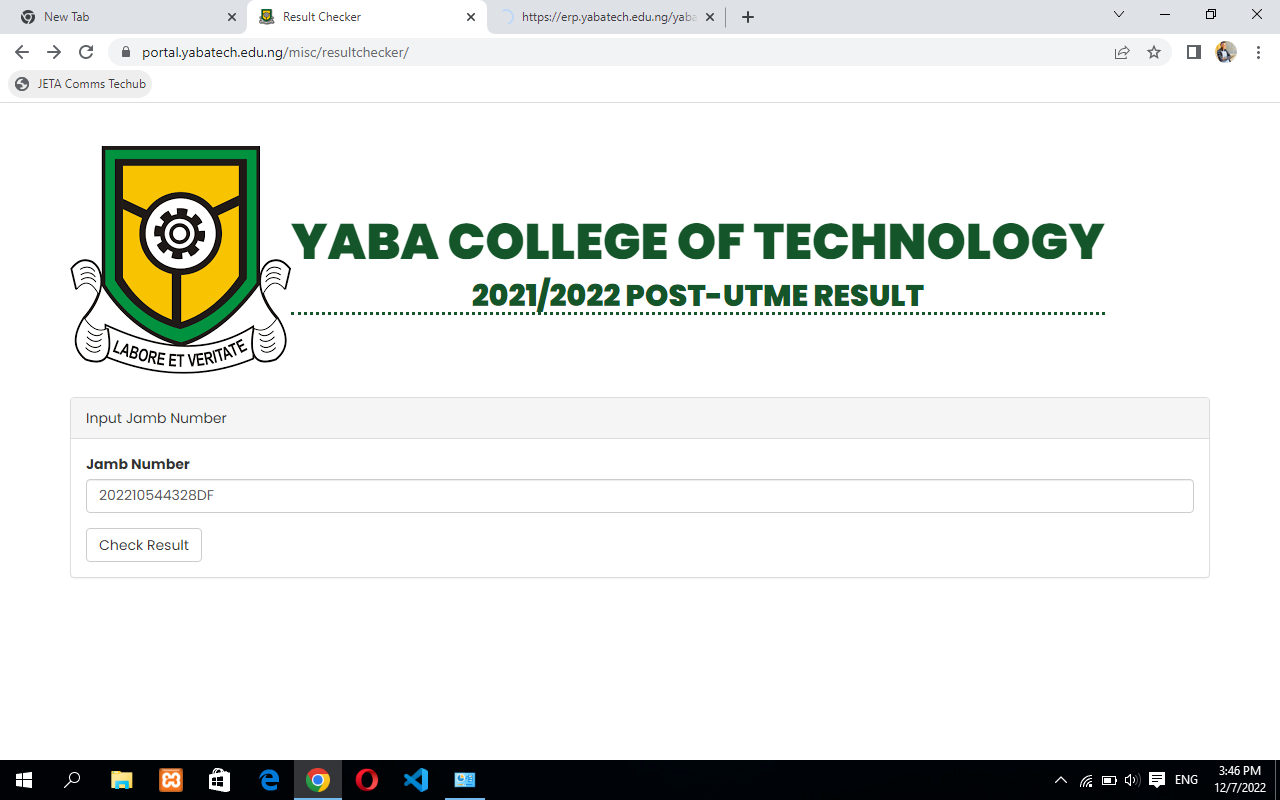 New Tab
Result Checker
https://erp.yabatech.edu.ng/yaba
portal.yabatech.edu.ng/misc/resultchecker/
JETA Comms Techub
YABA COLLEGE OF TECHNOLOGY
2021/2022 POST-UTME RESULT
LABORE ET VERITATE
Input Jamb Number
Jamb Number
202210544328DF
Check Result
ENG
3:46 PM
12/7/2022